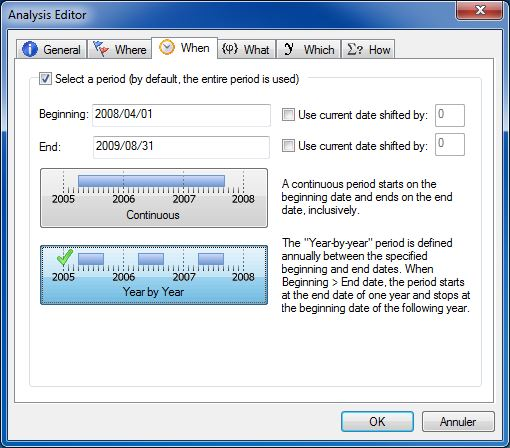 Analysis Editor
General Where When {φ} What y Which Σ? How
Select a period (by default, the entire period is used)
Beginning: 2008/04/01 Use current date shifted by: 0
End: 2009/08/31 Use current date shifted by: 0
2005 2006 2007 2008
Continuous
A continuous period starts on the
beginning date and ends on the end
date, inclusively.
2005 2006 2007 2008
Year by Year
The "Year-by-year" period is defined
annually between the specified
beginning and end dates. When
Beginning > End date, the period starts
at the end date of one year and stops at
the beginning date of the following year.
OK Annuler